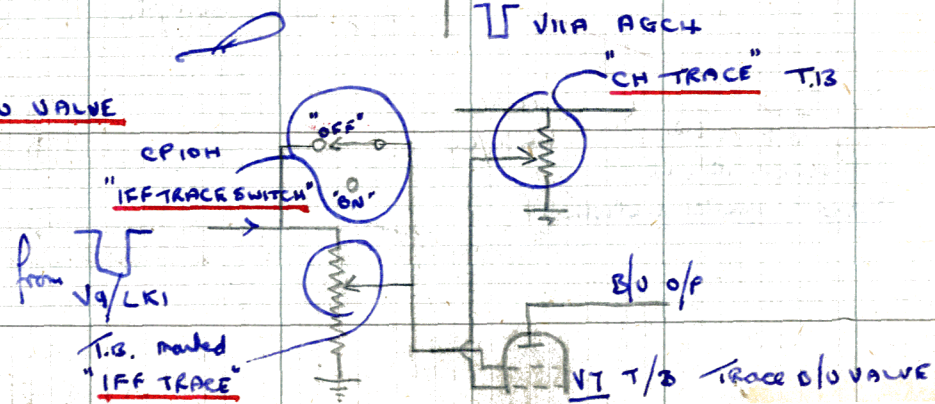 V11A AGC4
"CH TRACE" T.B
U VALVE
"OFF"
CP10H
"IFF TRACE SWITCH"
"ON"
from V9/LK1
B/U O/P
T.B. marked
"IFF TRACE"
V7 T/B TRACE B/U VALVE